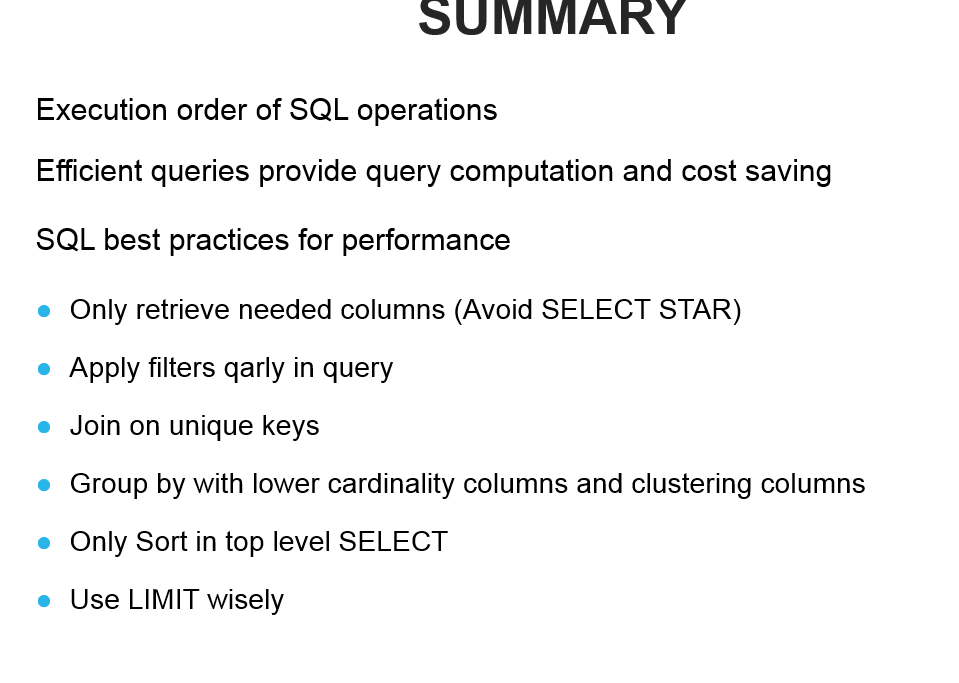 SUMMARY
Execution order of SQL operations
Efficient queries provide query computation and cost saving
SQL best practices for performance
Only retrieve needed columns (Avoid SELECT STAR)
Apply filters qarly in query
Join on unique keys
Group by with lower cardinality columns and clustering columns
Only Sort in top level SELECT
Use LIMIT wisely